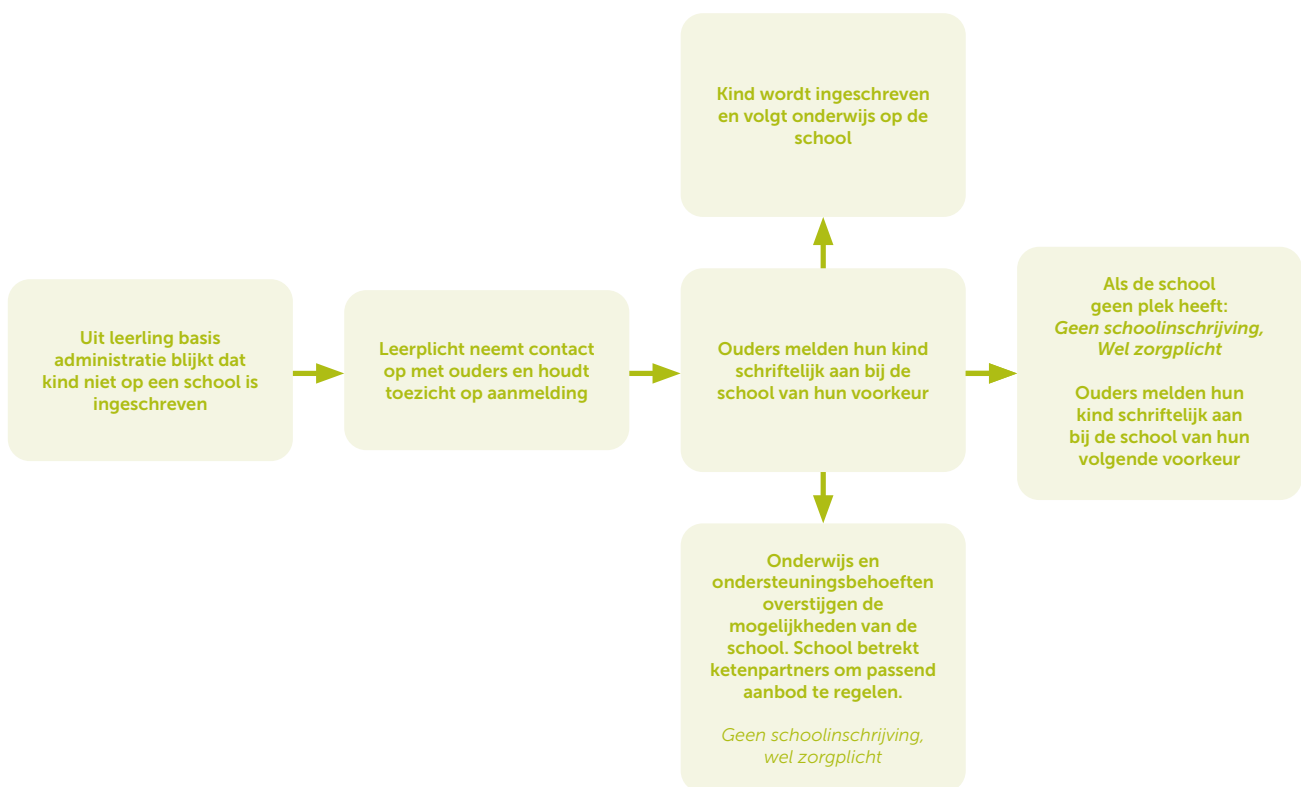 Kind wordt ingeschreven
en volgt onderwijs op de
school
Uit leerling basis
administratie blijkt dat
kind niet op een school is
ingeschreven
Leerplicht neemt contact
op met ouders en houdt
toezicht op aanmelding
Ouders melden hun kind
schriftelijk aan bij de
school van hun voorkeur
Als de school
geen plek heeft:
Geen schoolinschrijving,
Wel zorgplicht
Ouders melden hun
kind schriftelijk aan
bij de school van hun
volgende voorkeur
Onderwijs en
ondersteuningsbehoeften
overstijgen de
mogelijkheden van de
school. School betrekt
ketenpartners om passend
aanbod te regelen.
Geen schoolinschrijving,
wel zorgplicht